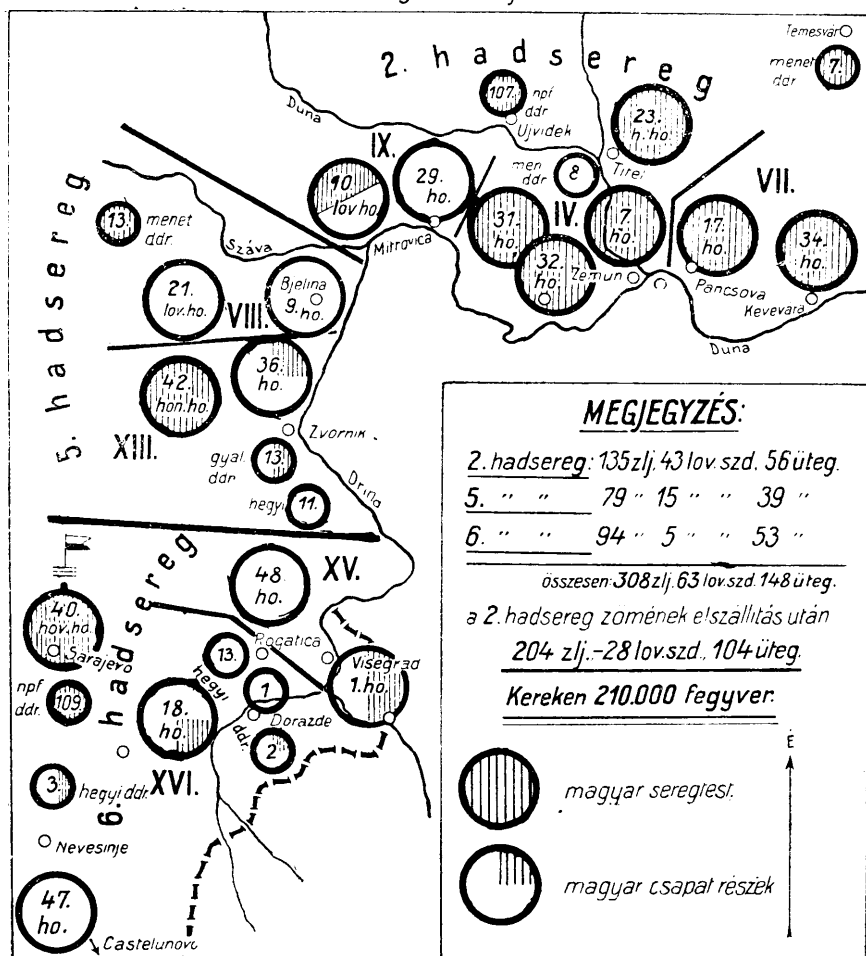 2. hadsereg
Temesvár
menet ddr
7.
Duna
107.
npf ddr
Ujvidek
23. h.ho.
Titel
IX.
10. lov.ho.
29. ho.
men ddr
8
IV.
31. ho.
32. ho.
7. ho.
Zemun
VII.
17. ho.
34. ho.
Pancsova
Kevevára
Duna
Mitrovica
Száva
5. hadsereg
13.
menet ddr.
21. lov.ho.
VIII.
Bjelina
9. ho.
36. ho.
42. hon.ho.
XIII.
Zvornik
gyal. ddr
13.
hegyi
11.
Drina
6. hadsereg
48. ho.
XV.
40. hov.hd.
Sarajevo
Rogatica
13.
hegyi
Visegrad
1. ho.
1
ddr.
Dorazde
2
npf ddr.
109.
18. ho.
XVI.
3.
hegyi ddr.
Nevesinje
47. ho.
Castelunovo
MEGJEGYZÉS:
2. hadsereg: 135 zlj. 43 lov. szd. 56 üteg.
5. " " 79 " 15 " " 39 "
6. " " 94 " 5 " " 53 "
összesen: 308 zlj. 63 lov.szd. 148 üteg.
a 2. hadsereg zömének elszállítás után
204 zlj.-28 lov.szd., 104 üteg.
Kereken 210.000 fegyver.
É
magyar seregtest.
magyar csapat részek